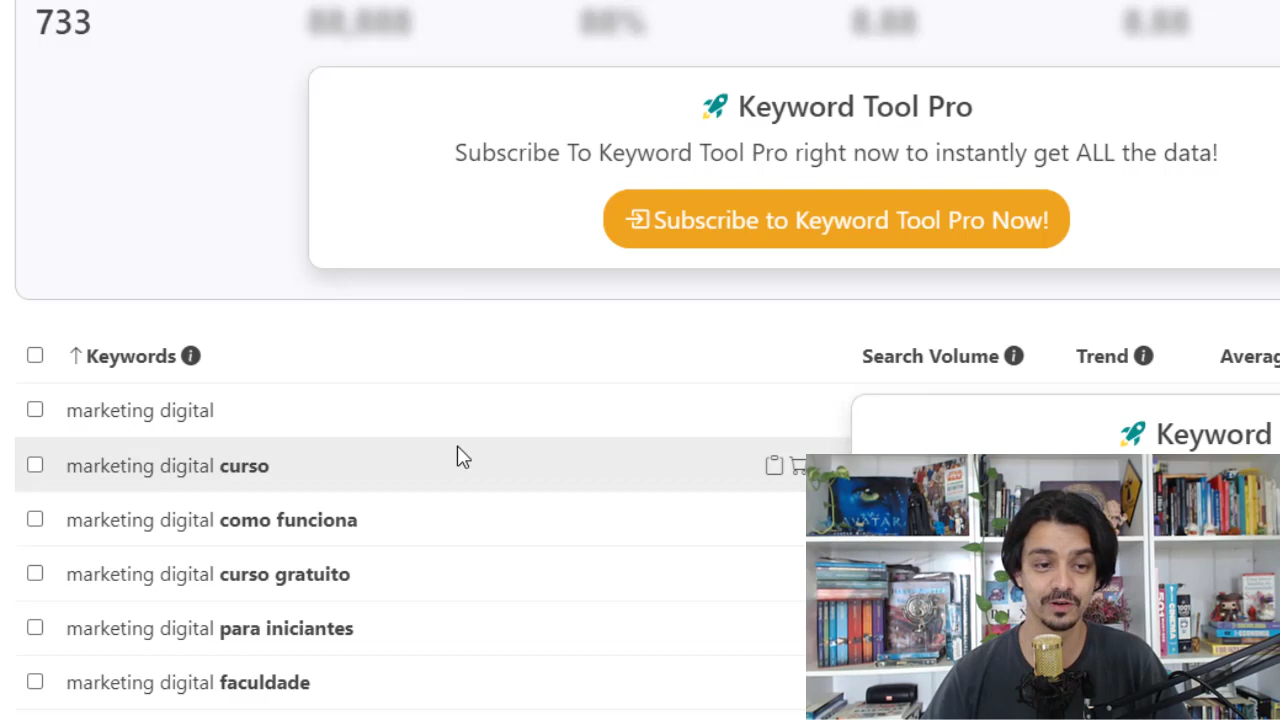 733
Keyword Tool Pro
Subscribe To Keyword Tool Pro right now to instantly get ALL the data!
Subscribe to Keyword Tool Pro Now!
↑ Keywords
Search Volume
Trend
Averag
marketing digital
Keyword
marketing digital curso
marketing digital como funciona
marketing digital curso gratuito
marketing digital para iniciantes
marketing digital faculdade
AVATAR